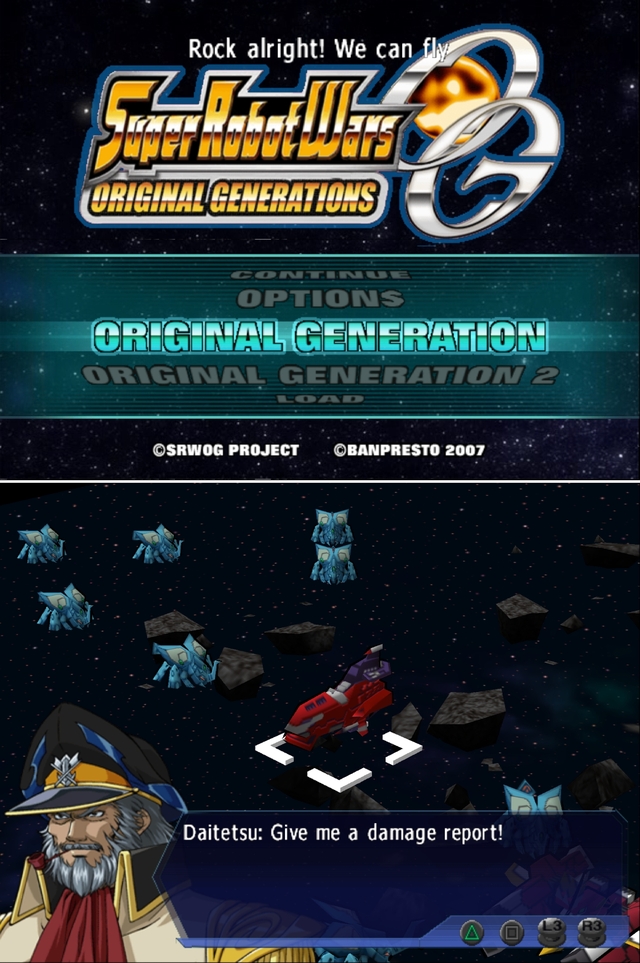 Rock alright! We can fly
Super Robot Wars
ORIGINAL GENERATIONS
OG
CONTINUE
OPTIONS
ORIGINAL GENERATION
ORIGINAL GENERATION 2
LOAD
©SRWOG PROJECT ©BANPRESTO 2007
Daitetsu: Give me a damage report!
L3 R3